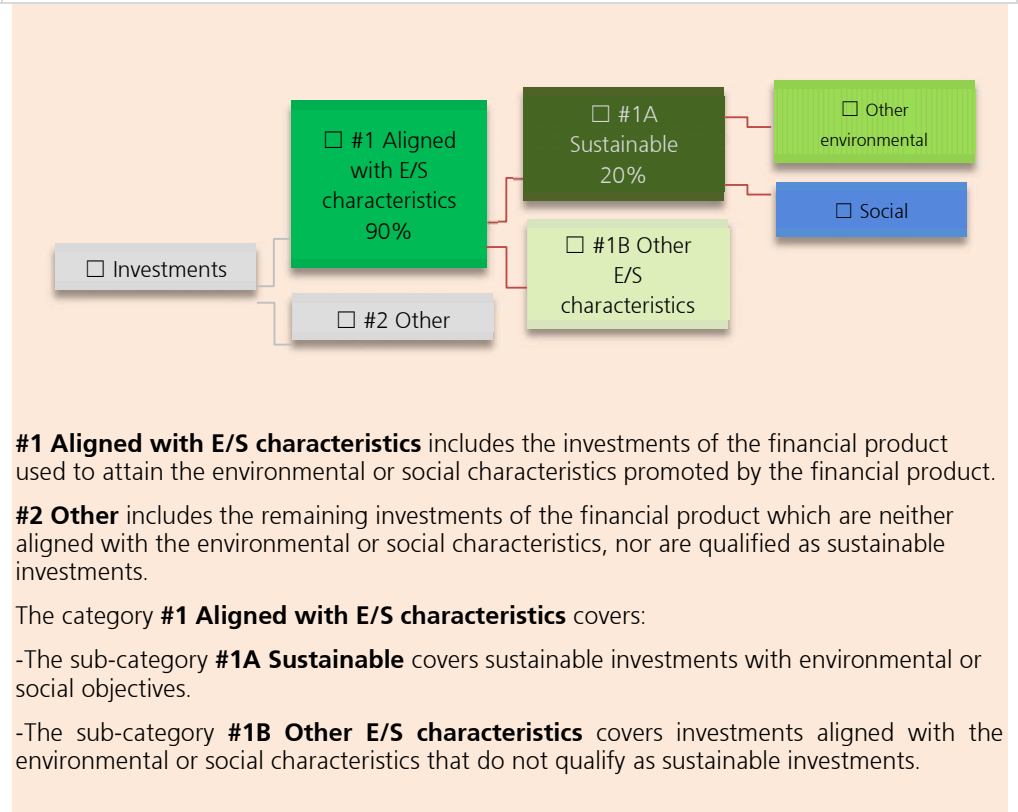 ☐ Investments
☐ #1 Aligned
with E/S
characteristics
90%
☐ #2 Other
☐ #1A
Sustainable
20%
☐ #1B Other
E/S
characteristics
☐ Other
environmental
☐ Social
#1 Aligned with E/S characteristics includes the investments of the financial product
used to attain the environmental or social characteristics promoted by the financial product.
#2 Other includes the remaining investments of the financial product which are neither
aligned with the environmental or social characteristics, nor are qualified as sustainable
investments.
The category #1 Aligned with E/S characteristics covers:
-The sub-category #1A Sustainable covers sustainable investments with environmental or
social objectives.
-The sub-category #1B Other E/S characteristics covers investments aligned with the
environmental or social characteristics that do not qualify as sustainable investments.